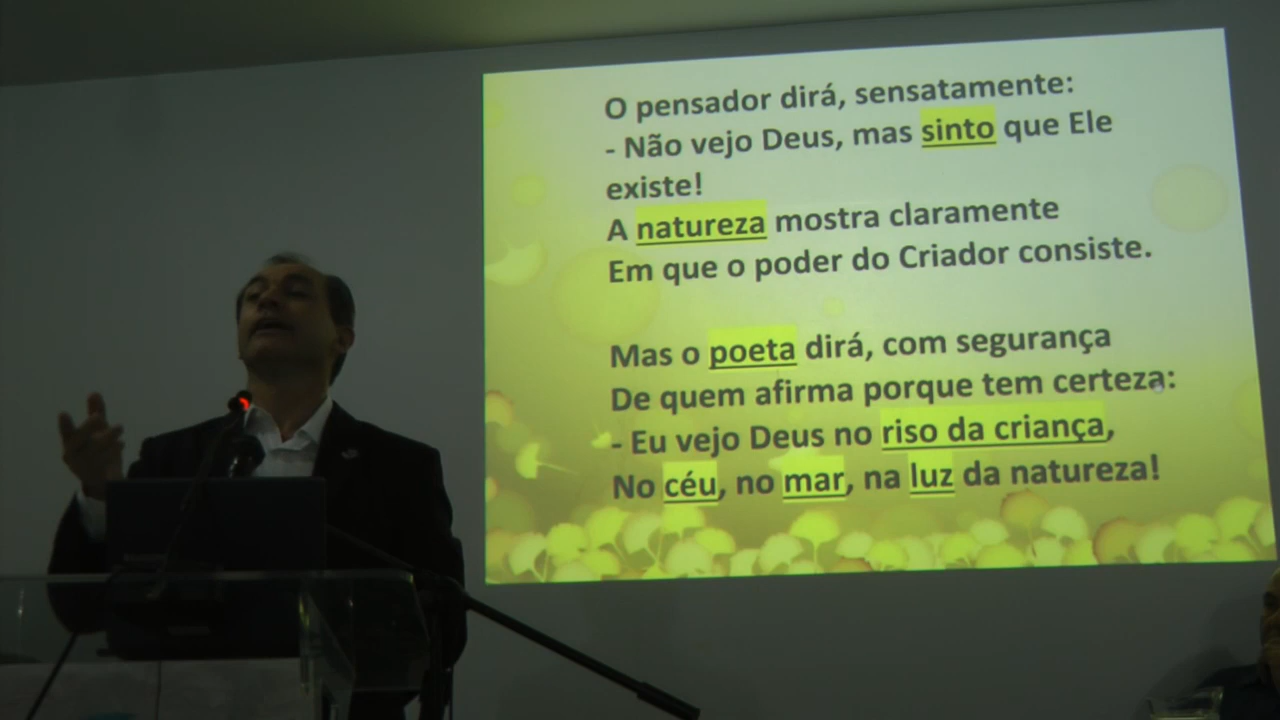 O pensador dirá, sensatamente:
- Não vejo Deus, mas sinto que Ele
existe!
A natureza mostra claramente
Em que o poder do Criador consiste.
Mas o poeta dirá, com segurança
De quem afirma porque tem certeza:
- Eu vejo Deus no riso da criança,
No céu, no mar, na luz da natureza!